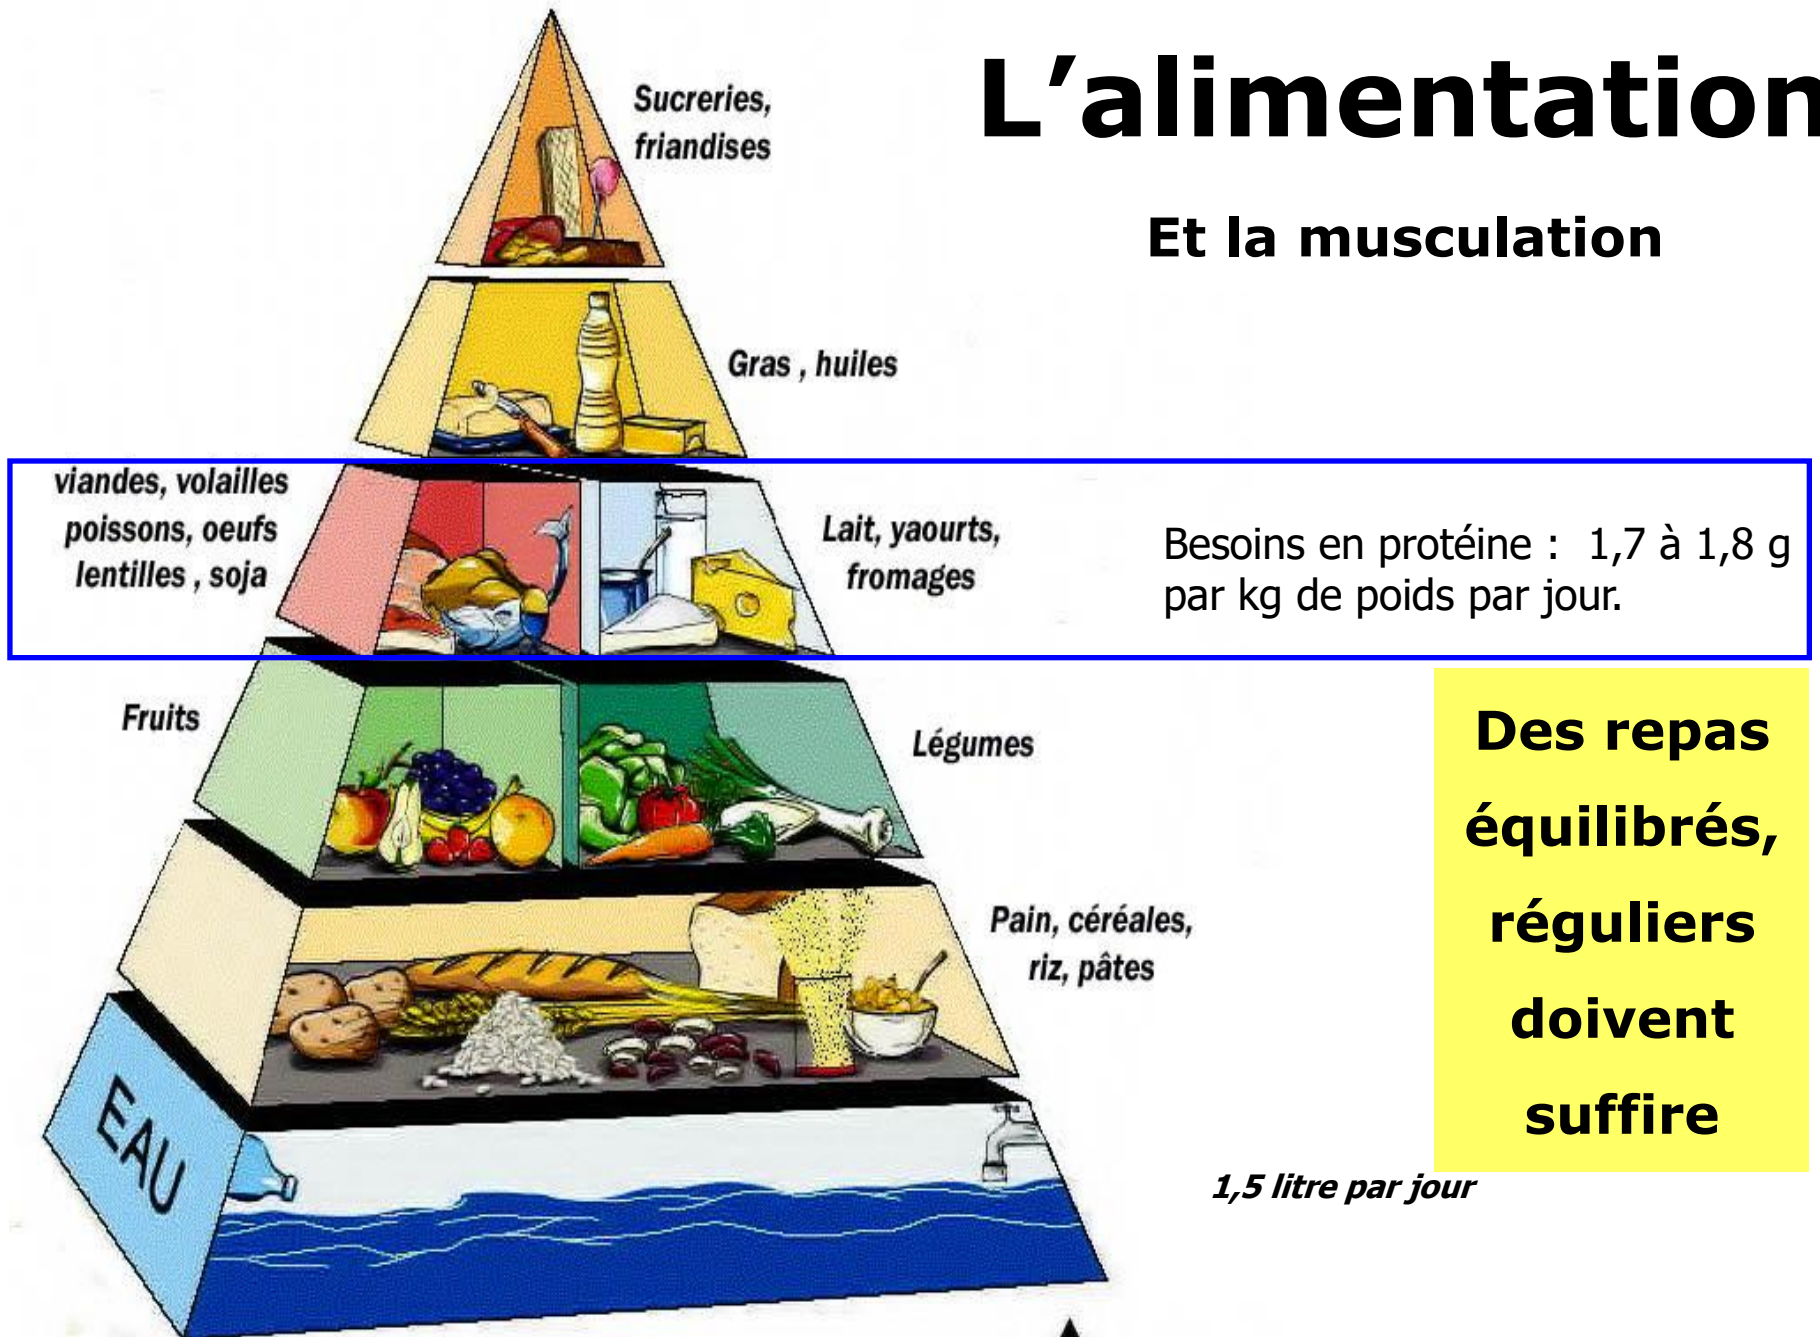 L’alimentation
Et la musculation
Sucreries,
friandises
Gras , huiles
viandes, volailles
poissons, oeufs
lentilles , soja
Lait, yaourts,
fromages
Besoins en protéine :  1,7 à 1,8 g
par kg de poids par jour.
Fruits
Légumes
Des repas
équilibrés,
réguliers
doivent
suffire
Pain, céréales,
riz, pâtes
EAU
1,5 litre par jour